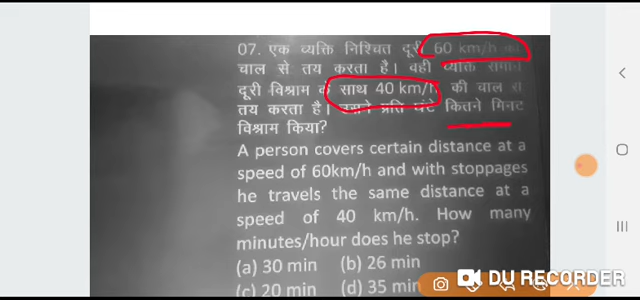 07. एक व्यक्ति निश्चित दूरी 60 km/h की
चाल से तय करता है। वही व्यक्ति समान
दूरी विश्राम के साथ 40 km/h की चाल से
तय करता है। उसने प्रति घंटे कितने मिनट
विश्राम किया?
A person covers certain distance at a
speed of 60km/h and with stoppages
he travels the same distance at a
speed of 40 km/h. How many
minutes/hour does he stop?
(a) 30 min (b) 26 min
(c) 20 min (d) 35 min
DU RECORDER